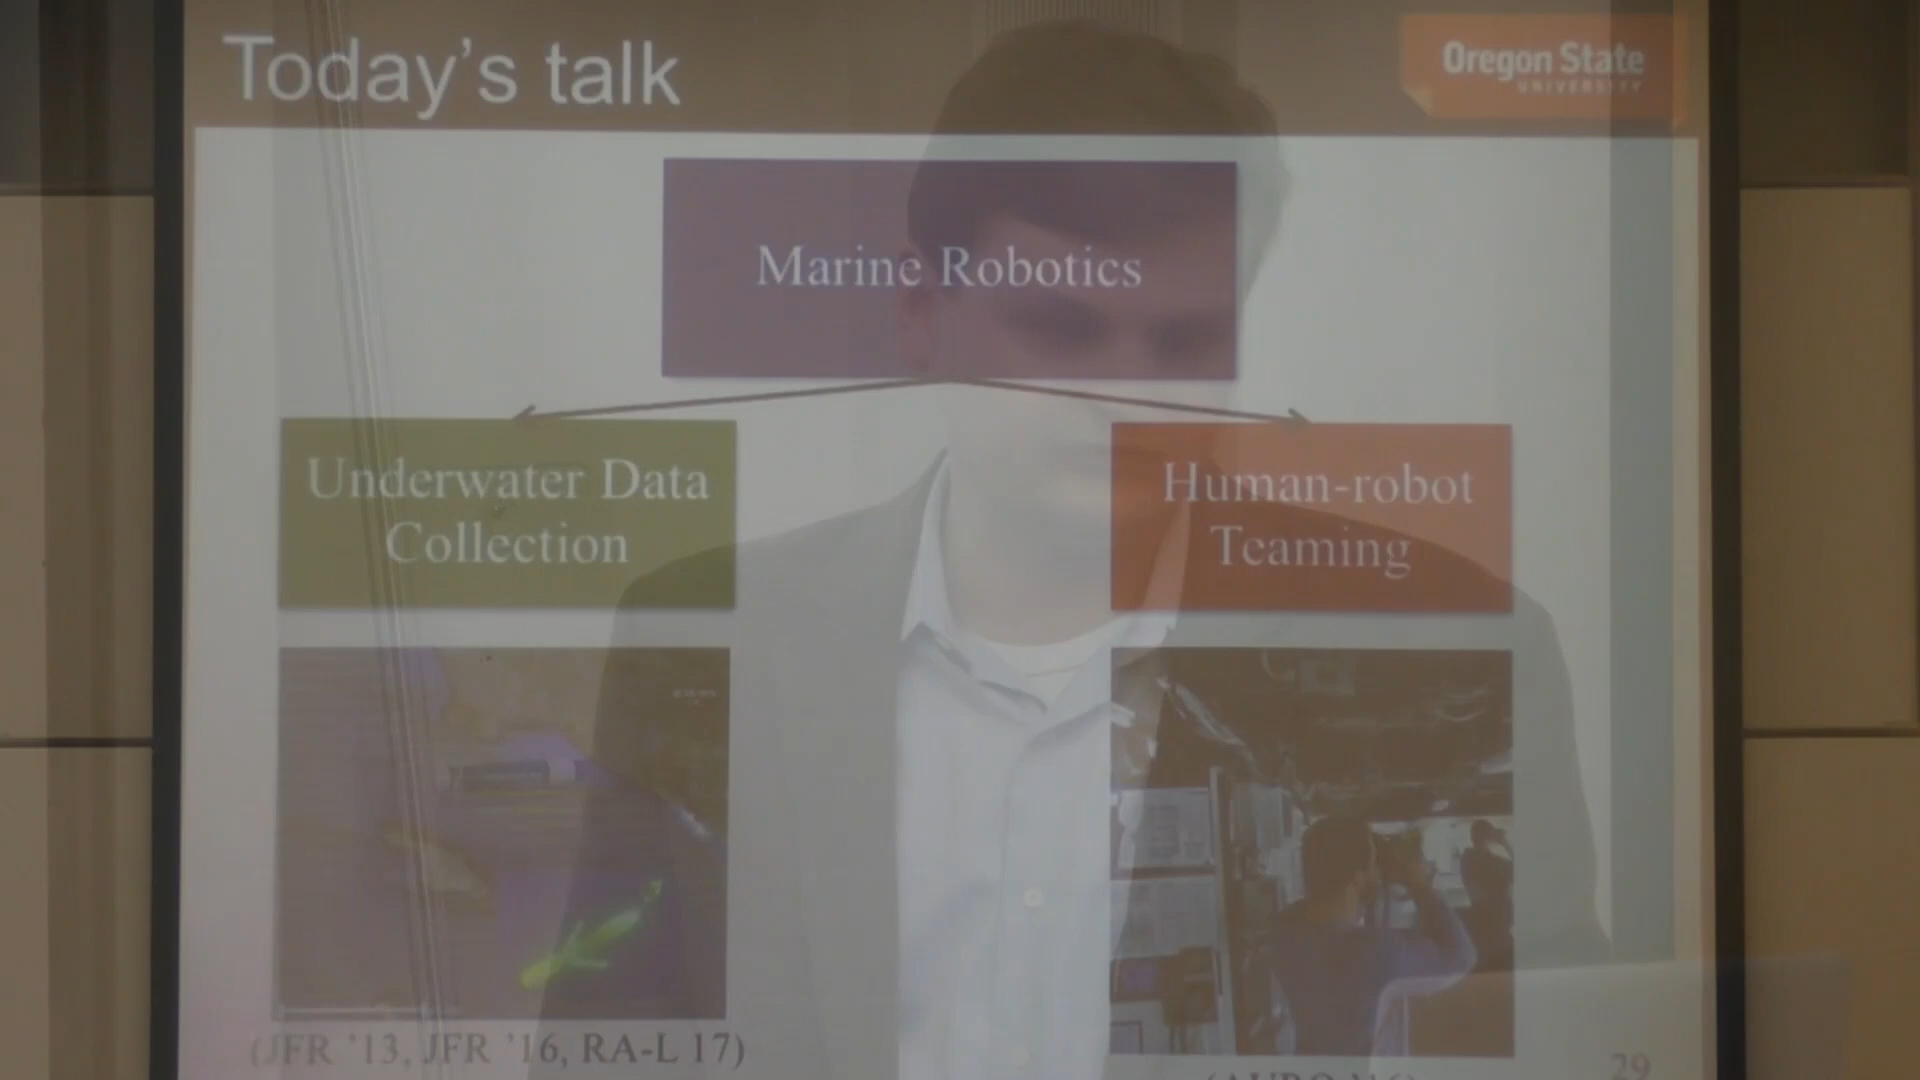 Today's talk
Oregon State
UNIVERSITY
Marine Robotics
Underwater Data
Collection
Human-robot
Teaming
(JFR '13, JFR '16, RA-L 17)
29